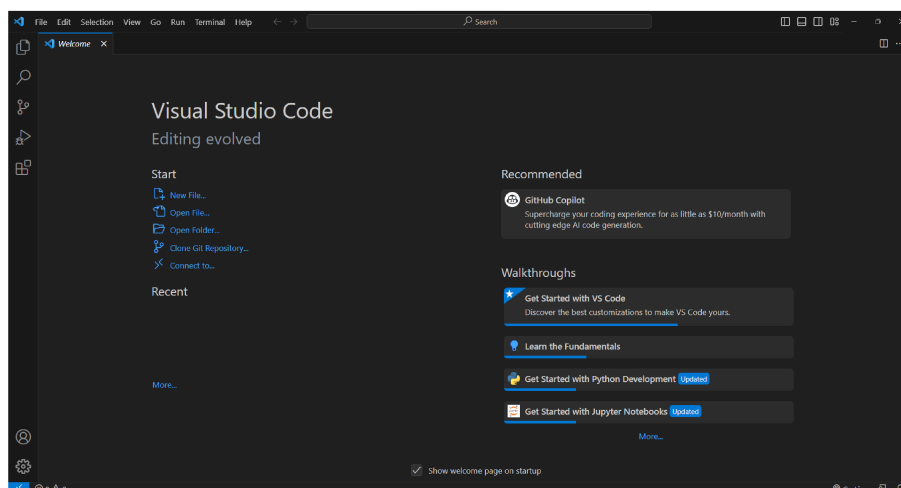 File Edit Selection View Go Run Terminal Help
Search
Welcome
Visual Studio Code
Editing evolved
Start
New File...
Open File...
Open Folder...
Clone Git Repository...
Connect to...
Recent
More...
Recommended
GitHub Copilot
Supercharge your coding experience for as little as $10/month with
cutting edge AI code generation.
Walkthroughs
Get Started with VS Code
Discover the best customizations to make VS Code yours.
Learn the Fundamentals
Get Started with Python Development Updated
Get Started with Jupyter Notebooks Updated
More...
Show welcome page on startup